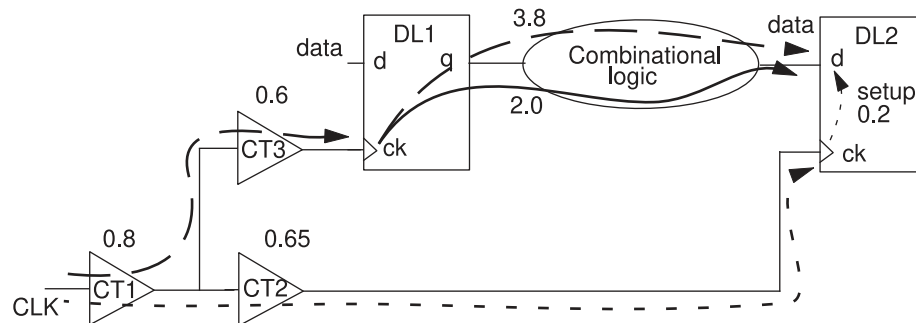 3.8
DL1
data
DL2
data
d
q
Combinational
logic
d
setup
0.2
2.0
0.6
CT3
ck
ck
0.8
0.65
CT1
CT2
CLK